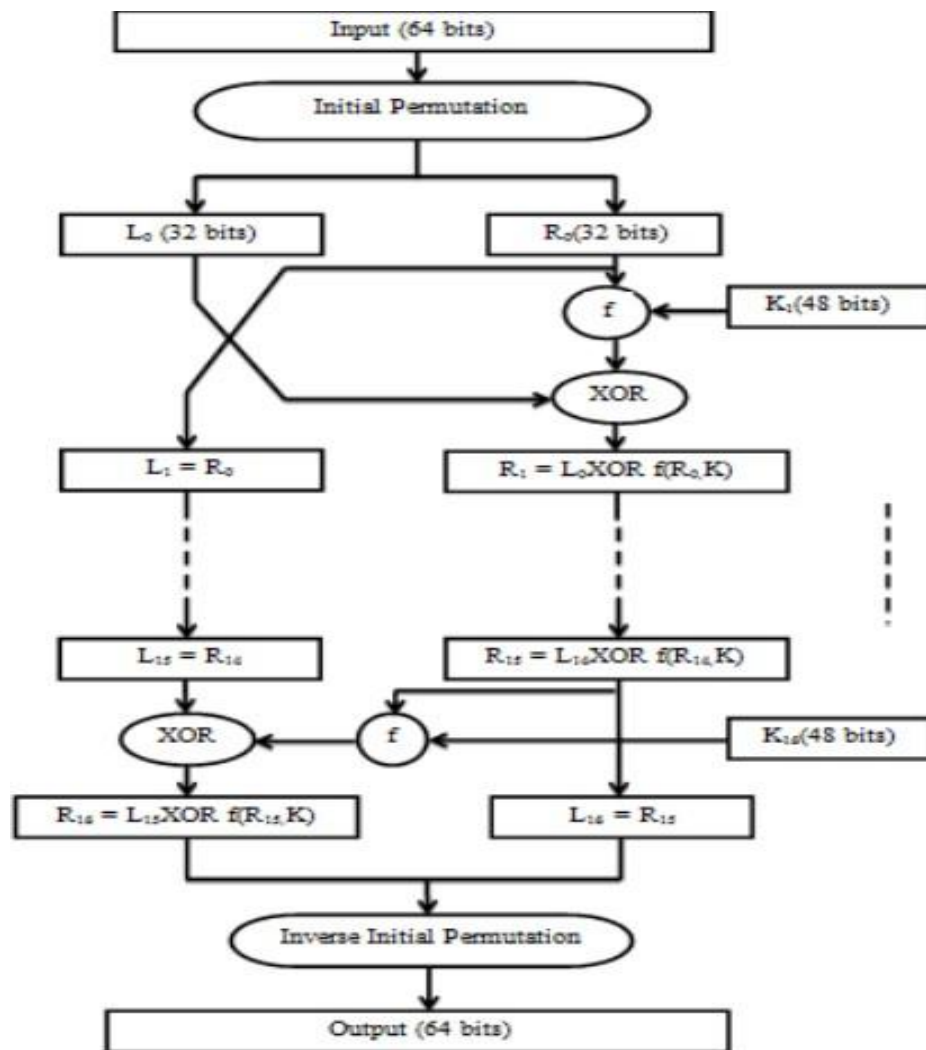 Input (64 bits)
Initial Permutation
L₀ (32 bits)
R₀(32 bits)
f
K₁(48 bits)
XOR
L₁ = R₀
R₁ = L₀XOR f(R₀,K)
L₁₅ = R₁₄
R₁₅ = L₁₄XOR f(R₁₄,K)
XOR
f
K₁₆(48 bits)
R₁₆ = L₁₅XOR f(R₁₅,K)
L₁₆ = R₁₅
Inverse Initial Permutation
Output (64 bits)